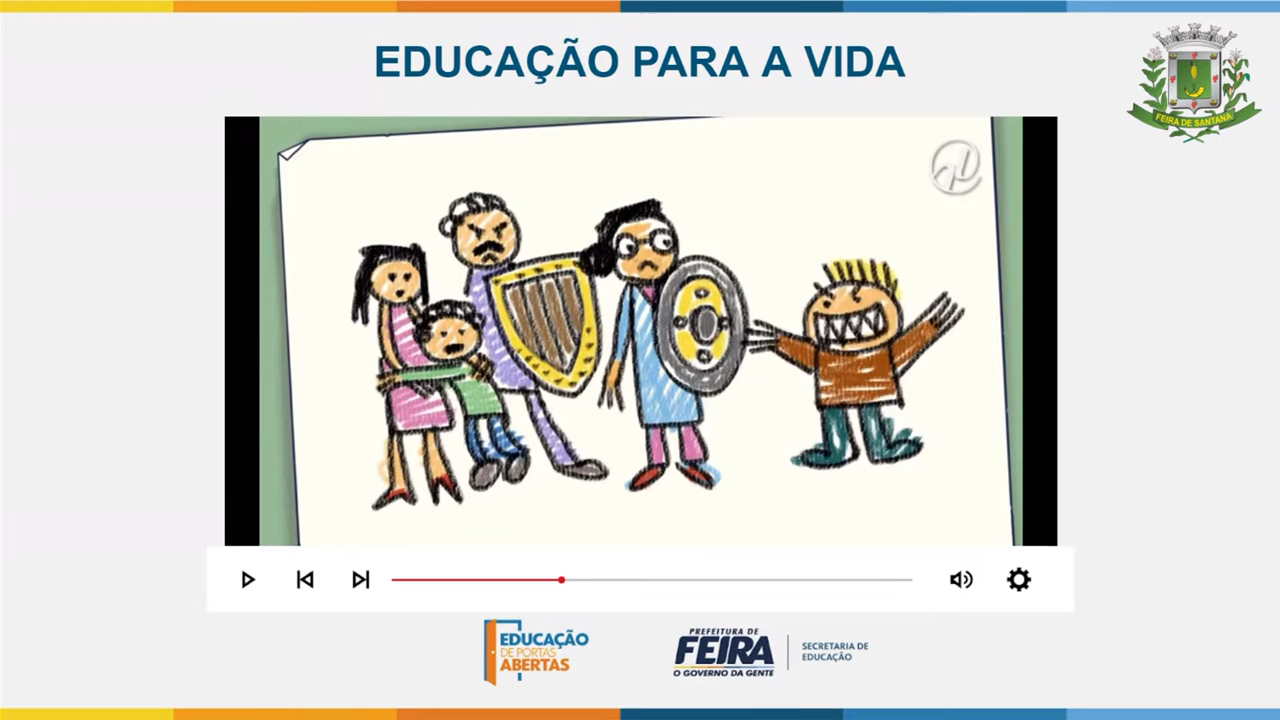 EDUCAÇÃO PARA A VIDA
FEIRA DE SANTANA
EDUCAÇÃO
DE PORTAS
ABERTAS
PREFEITURA DE
FEIRA
O GOVERNO DA GENTE
SECRETARIA DE
EDUCAÇÃO